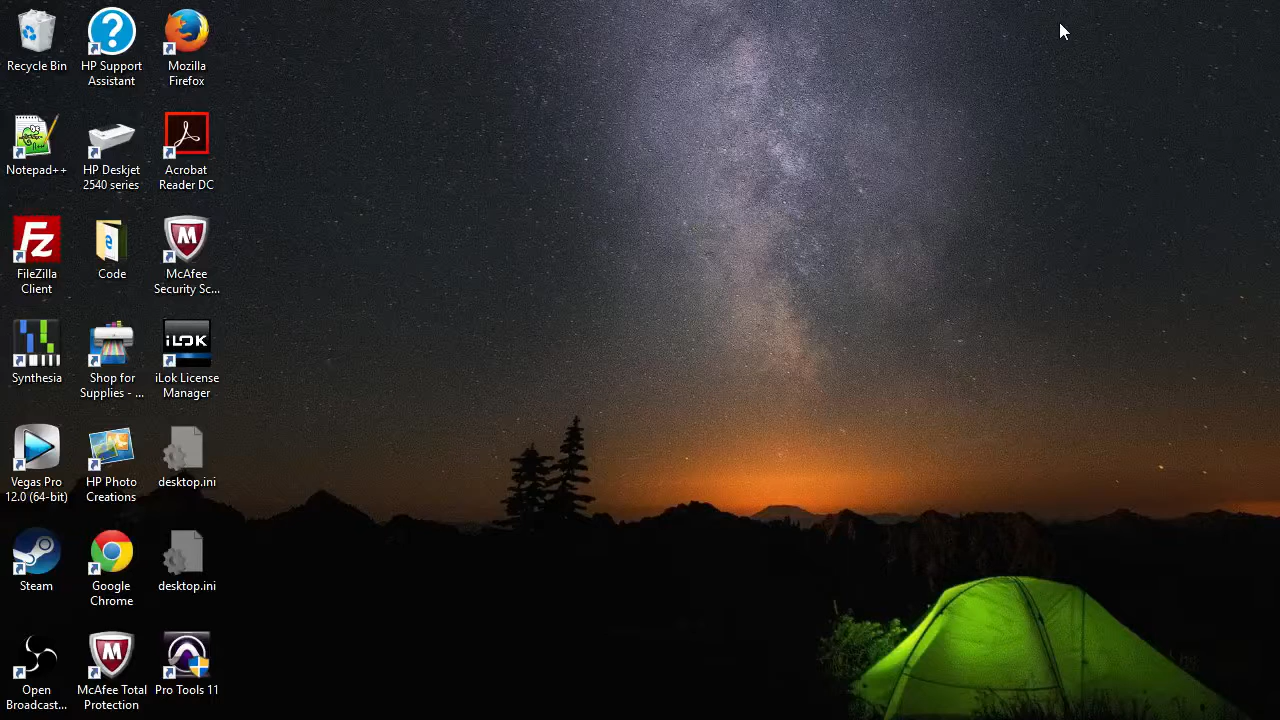 Recycle Bin
HP Support
Assistant
Mozilla
Firefox
Notepad++
HP Deskjet
2540 series
Acrobat
Reader DC
FileZilla
Client
Code
McAfee
Security Sc...
Synthesia
Shop for
Supplies - ...
iLOK
iLok License
Manager
Vegas Pro
12.0 (64-bit)
HP Photo
Creations
desktop.ini
Steam
Google
Chrome
desktop.ini
Open
Broadcast...
McAfee Total
Protection
Pro Tools 11